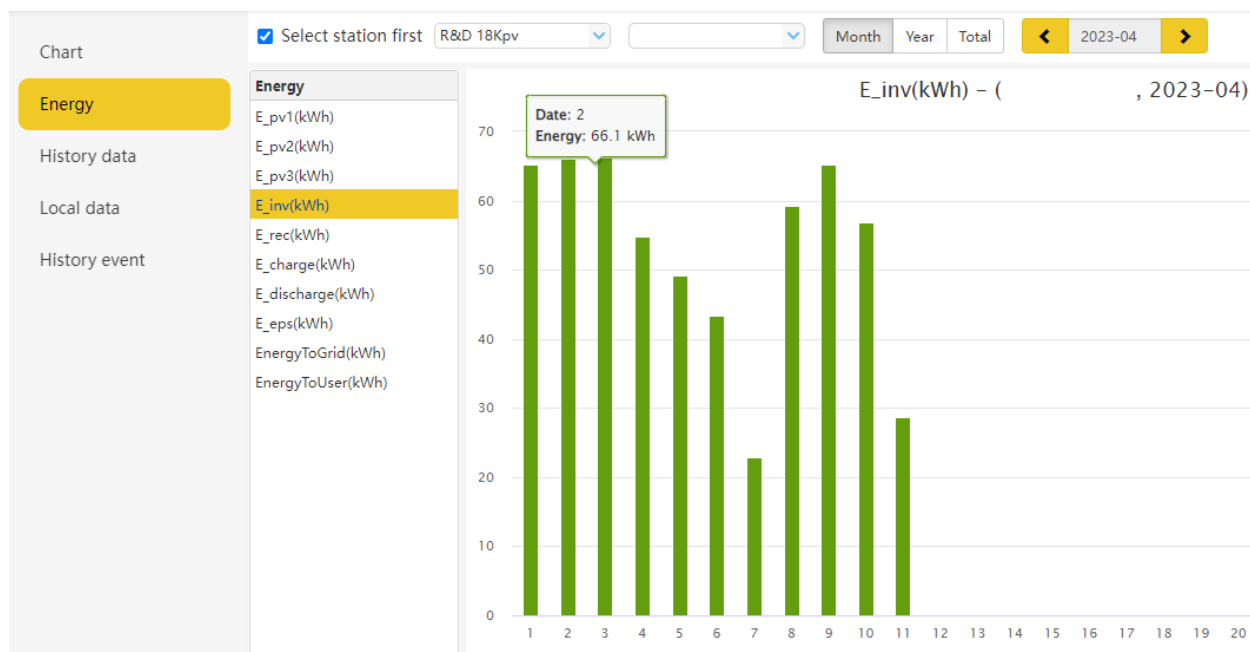 Chart
Energy
History data
Local data
History event
Select station first R&D 18Kpv
Month Year Total
2023-04
Energy
E_pv1(kWh)
E_pv2(kWh)
E_pv3(kWh)
E_inv(kWh)
E_rec(kWh)
E_charge(kWh)
E_discharge(kWh)
E_eps(kWh)
EnergyToGrid(kWh)
EnergyToUser(kWh)
E_inv(kWh) - ( , 2023-04)
Date: 2
Energy: 66.1 kWh
70
60
50
40
30
20
10
0
1 2 3 4 5 6 7 8 9 10 11 12 13 14 15 16 17 18 19 20